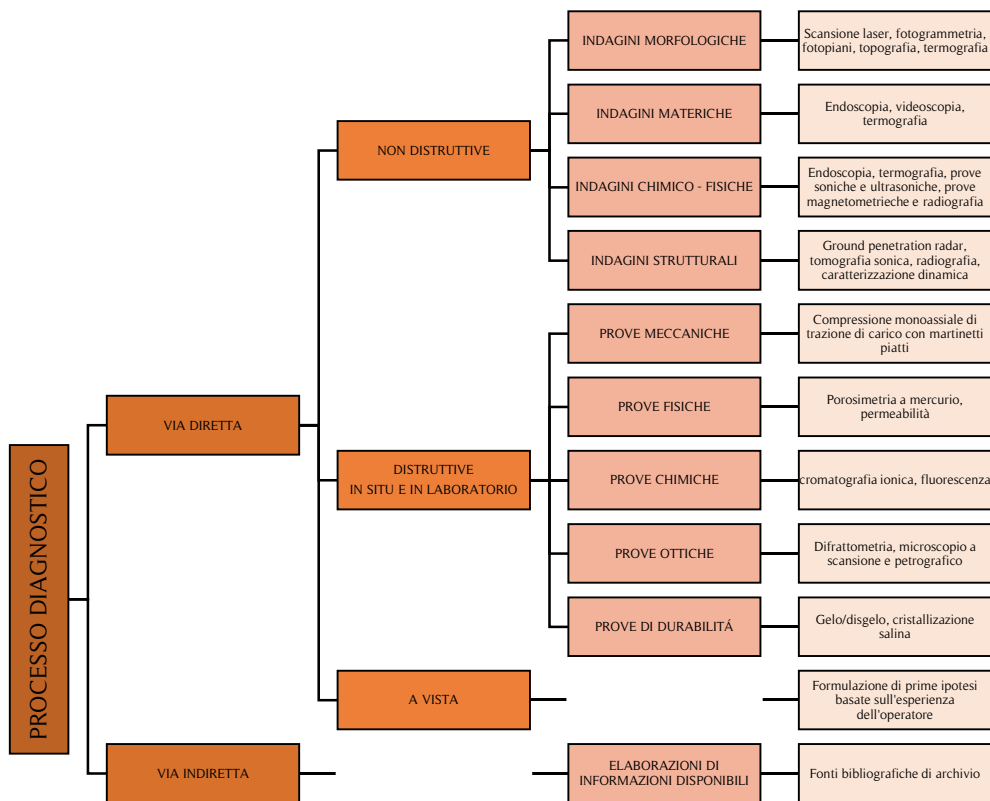 PROCESSO DIAGNOSTICO
VIA DIRETTA
NON DISTRUTTIVE
INDAGINI MORFOLOGICHE
Scansione laser, fotogrammetria,
fotopiani, topografia, termografia
INDAGINI MATERICHE
Endoscopia, videoscopia,
termografia
INDAGINI CHIMICO - FISICHE
Endoscopia, termografia, prove
soniche e ultrasoniche, prove
magnetometrieche e radiografia
INDAGINI STRUTTURALI
Ground penetration radar,
tomografia sonica, radiografia,
caratterizzazione dinamica
DISTRUTTIVE
IN SITU E IN LABORATORIO
PROVE MECCANICHE
Compressione monoassiale di
trazione di carico con martinetti
piatti
PROVE FISICHE
Porosimetria a mercurio,
permeabilità
PROVE CHIMICHE
cromatografia ionica, fluorescenza
PROVE OTTICHE
Difrattometria, microscopio a
scansione e petrografico
PROVE DI DURABILITÁ
Gelo/disgelo, cristallizazione
salina
A VISTA
Formulazione di prime ipotesi
basate sull'esperienza
dell'operatore
VIA INDIRETTA
ELABORAZIONI DI
INFORMAZIONI DISPONIBILI
Fonti bibliografiche di archivio